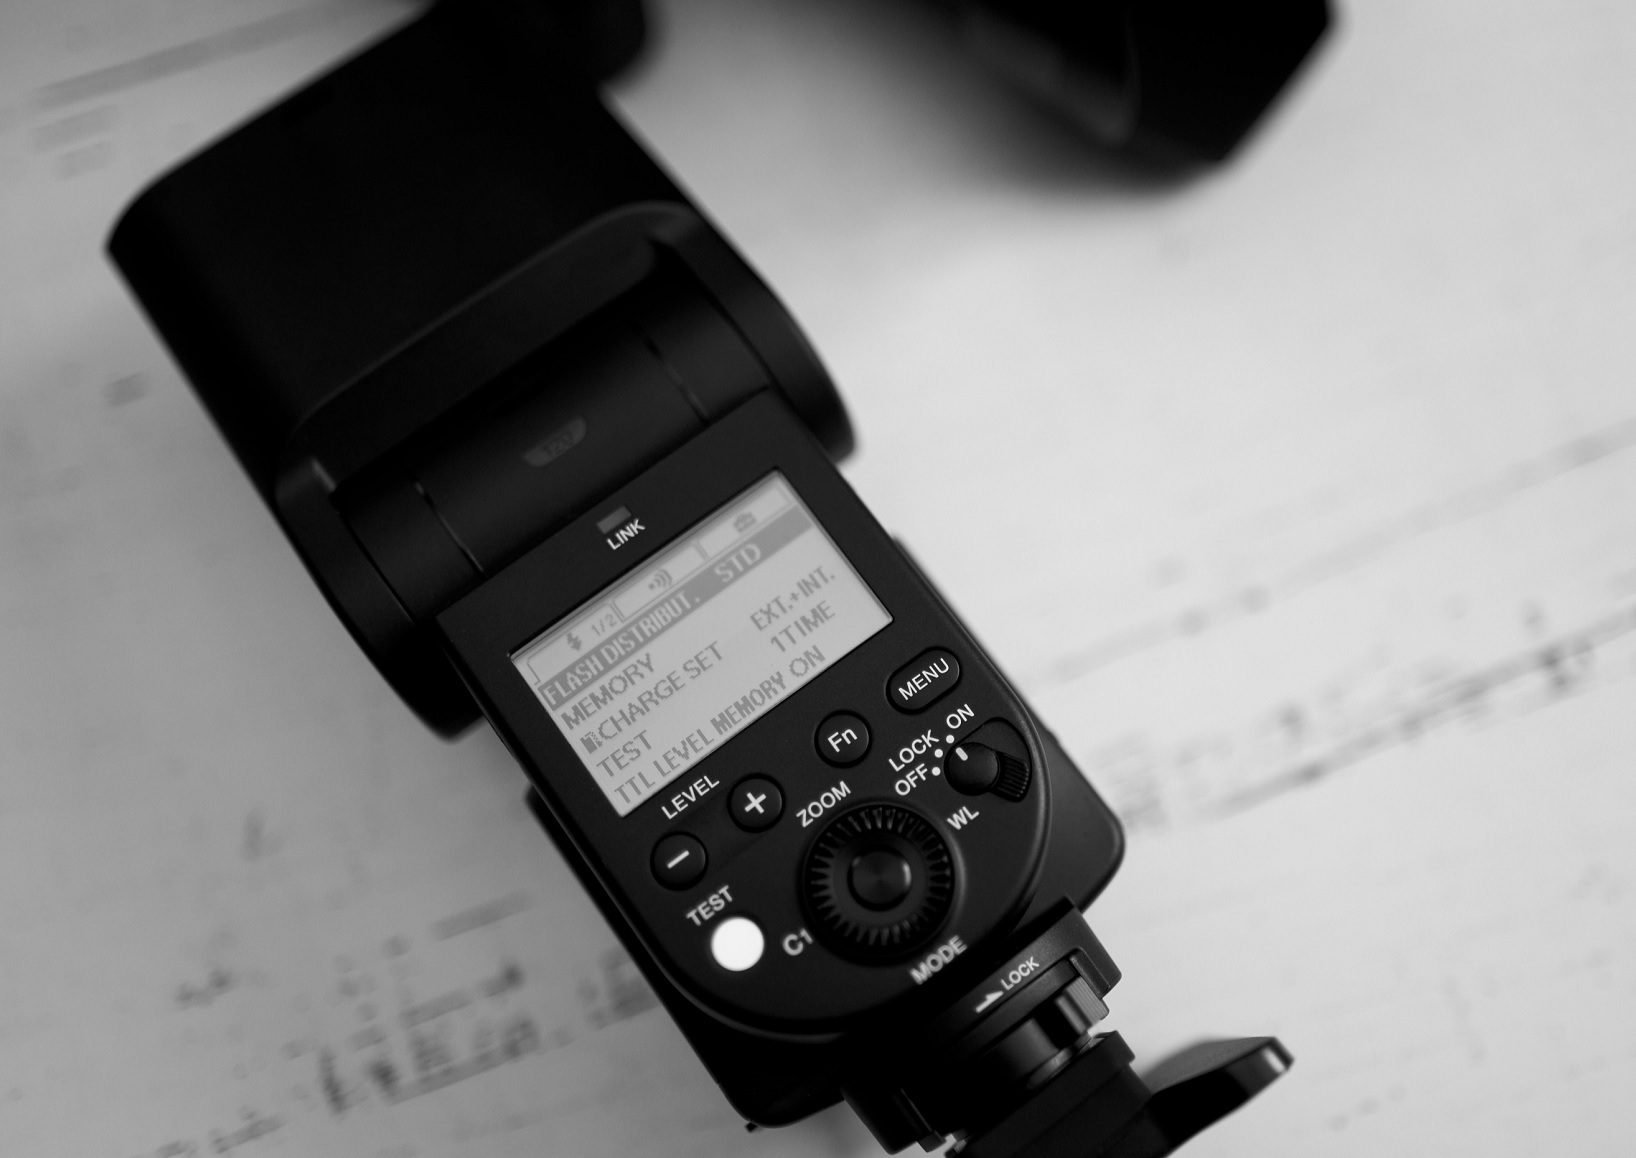 LINK
1/2
FLASH DISTRIBUT. STD
MEMORY EXT.+INT.
CHARGE SET 1TIME
TEST
TTL LEVEL MEMORY ON
MENU
Fn
LEVEL
+
−
ZOOM
ON
LOCK
OFF
WL
TEST
C1
MODE
LOCK